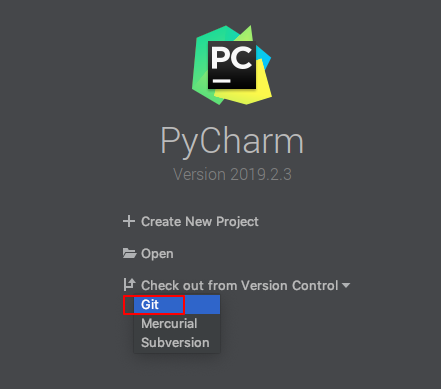 PC
PyCharm
Version 2019.2.3
Create New Project
Open
Check out from Version Control
Git
Mercurial
Subversion